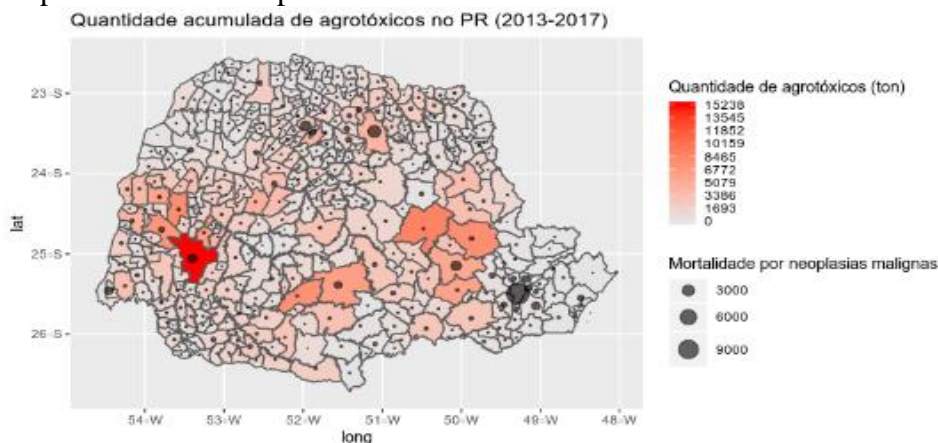 Quantidade acumulada de agrotóxicos no PR (2013-2017)
23°S
24°S
25°S
26°S
lat
54°W 53°W 52°W 51°W 50°W 49°W 48°W
long
Quantidade de agrotóxicos (ton)
15238
13545
11852
10159
8465
6772
5079
3386
1693
0
Mortalidade por neoplasias malignas
3000
6000
9000